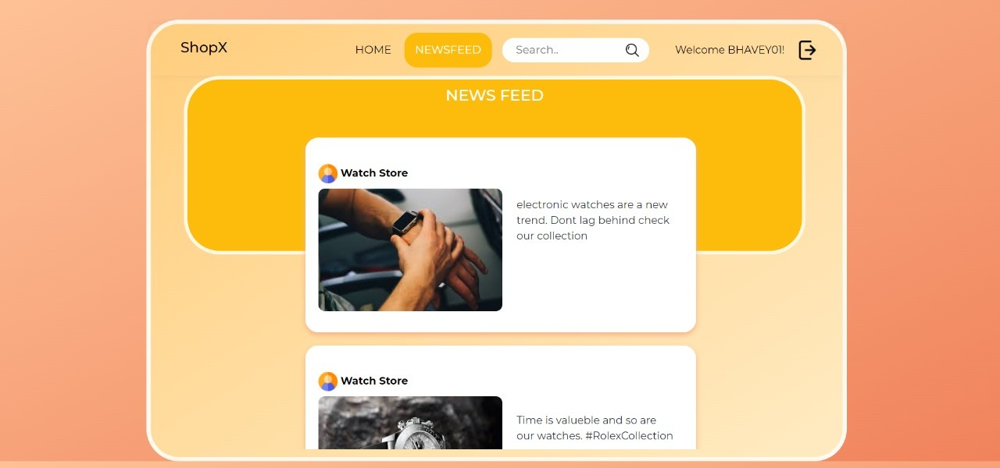 ShopX
HOME
NEWSFEED
Search..
Welcome BHAVEY01!
NEWS FEED
Watch Store
electronic watches are a new
trend. Dont lag behind check
our collection
Watch Store
Time is valueble and so are
our watches. #RolexCollection